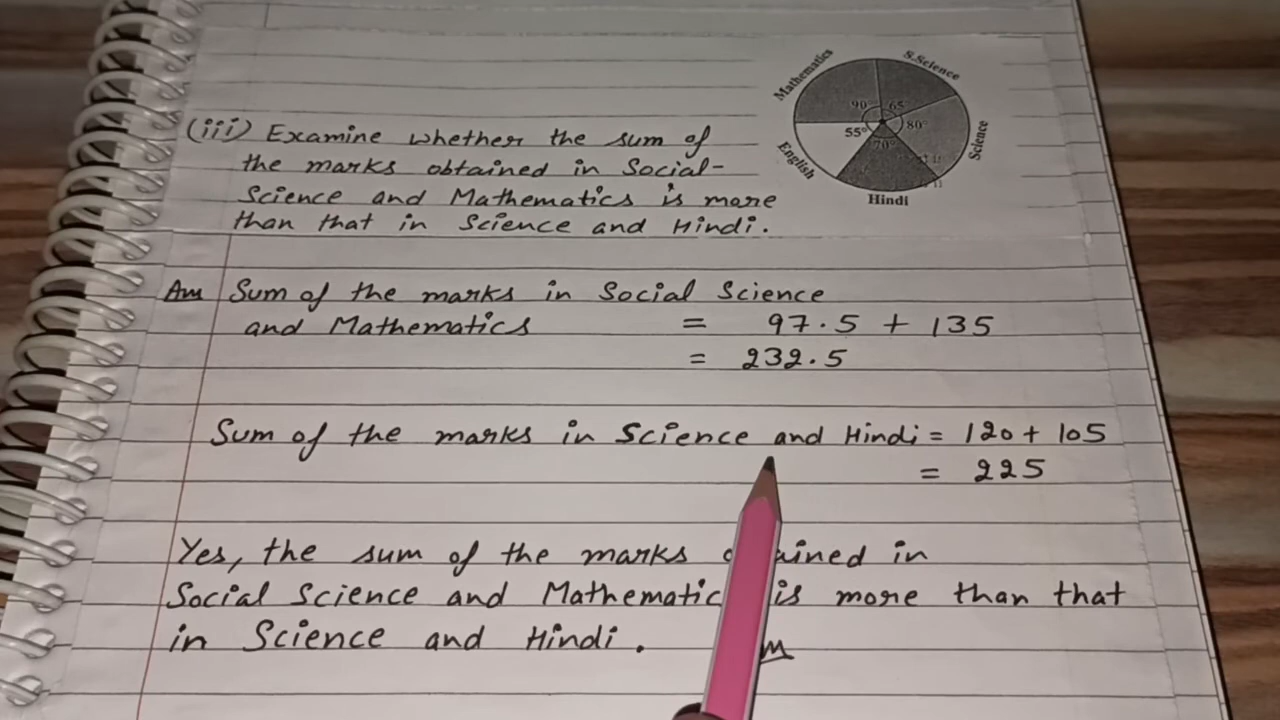 Mathematics
S.Science
90°
65°
80°
55°
70°
English
Science
Hindi
(iii) Examine whether the sum of
the marks obtained in Social-
Science and Mathematics is more
than that in Science and Hindi.
Ans Sum of the marks in Social Science
and Mathematics = 97.5 + 135
= 232.5
Sum of the marks in Science and Hindi = 120 + 105
= 225
Yes, the sum of the marks in
Social Science and Mathematic is more than that
in Science and Hindi.